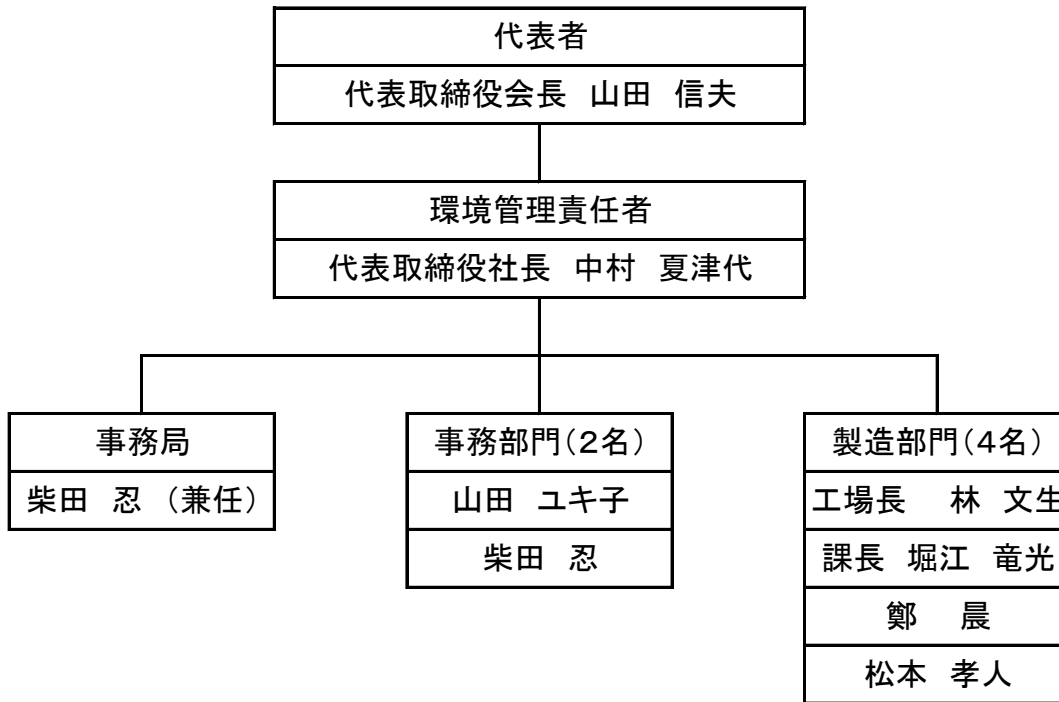 代表者
代表取締役会長 山田 信夫
環境管理責任者
代表取締役社長 中村 夏津代
事務局
柴田 忍 （兼任）
事務部門（2名）
山田 ユキ子
柴田 忍
製造部門（4名）
工場長 林 文生
課長 堀江 竜光
鄭 晨
松本 孝人